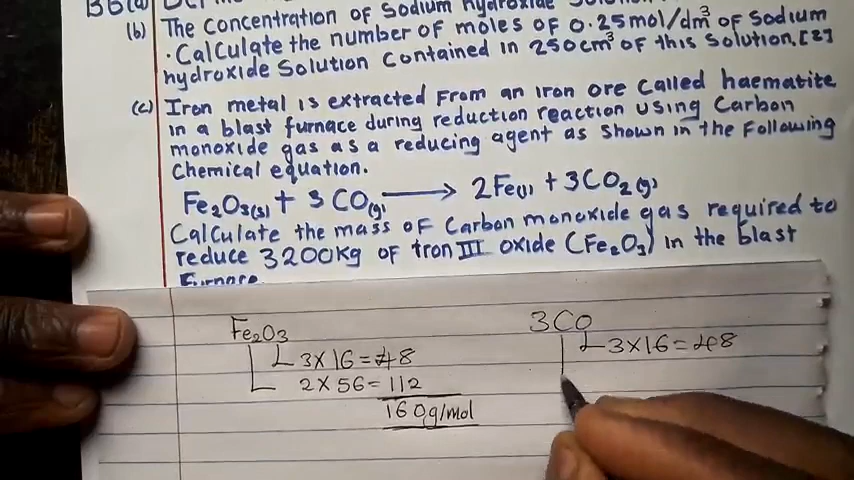 B6(a)
(b) The Concentration of Sodium hydroxide
Calculate the number of moles of 0.25mol/dm³ of Sodium
hydroxide Solution Contained in 250cm³ of this Solution. [2]
(c) Iron metal is extracted From an iron ore called haematite
in a blast furnace during reduction reaction using Carbon
monoxide gas as a reducing agent as shown in the Following
Chemical equation.
Fe₂O₃(s) + 3CO(g) ⟶ 2Fe(l) + 3CO₂(g)
Calculate the mass of Carbon monoxide gas required to
reduce 3200Kg of iron III oxide (Fe₂O₃) in the blast
Furnace.
Fe₂O₃ 3CO
3×16=48 3×16=48
2×56=112
160g/mol